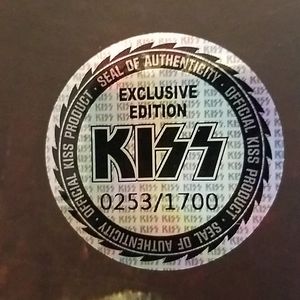 SEAL OF AUTHENTICITY · OFFICIAL KISS PRODUCT · SEAL OF AUTHENTICITY · OFFICIAL KISS PRODUCT ·
EXCLUSIVE
EDITION
KISS
0253/1700